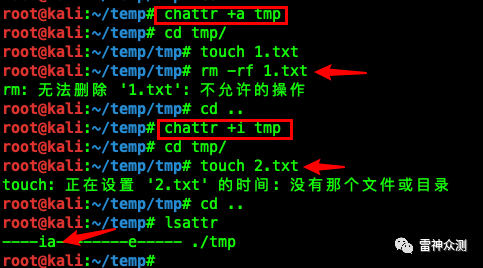 root@kali:~/temp# chattr +a tmp
root@kali:~/temp# cd tmp/
root@kali:~/temp/tmp# touch 1.txt
root@kali:~/temp/tmp# rm -rf 1.txt
rm: 无法删除 '1.txt': 不允许的操作
root@kali:~/temp/tmp# cd ..
root@kali:~/temp# chattr +i tmp
root@kali:~/temp# cd tmp/
root@kali:~/temp/tmp# touch 2.txt
touch: 正在设置 '2.txt' 的时间: 没有那个文件或目录
root@kali:~/temp/tmp# cd ..
root@kali:~/temp# lsattr
----ia--------e----- ./tmp
root@kali:~/temp#
雷神众测